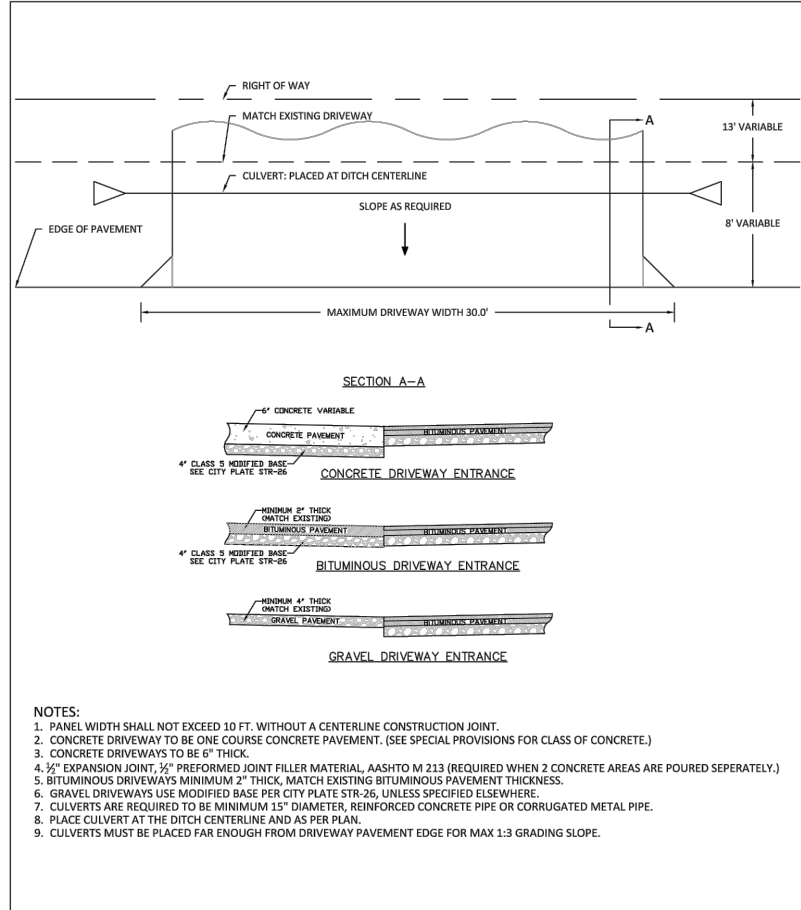 RIGHT OF WAY
MATCH EXISTING DRIVEWAY
A
13' VARIABLE
CULVERT: PLACED AT DITCH CENTERLINE
SLOPE AS REQUIRED
8' VARIABLE
EDGE OF PAVEMENT
MAXIMUM DRIVEWAY WIDTH 30.0'
A
SECTION A-A
6" CONCRETE VARIABLE
CONCRETE PAVEMENT
BITUMINOUS PAVEMENT
4" CLASS 5 MODIFIED BASE
SEE CITY PLATE STR-26
CONCRETE DRIVEWAY ENTRANCE
MINIMUM 2" THICK
(MATCH EXISTING)
BITUMINOUS PAVEMENT
BITUMINOUS PAVEMENT
4" CLASS 5 MODIFIED BASE
SEE CITY PLATE STR-26
BITUMINOUS DRIVEWAY ENTRANCE
MINIMUM 4" THICK
(MATCH EXISTING)
GRAVEL PAVEMENT
BITUMINOUS PAVEMENT
GRAVEL DRIVEWAY ENTRANCE
NOTES:
1. PANEL WIDTH SHALL NOT EXCEED 10 FT. WITHOUT A CENTERLINE CONSTRUCTION JOINT.
2. CONCRETE DRIVEWAY TO BE ONE COURSE CONCRETE PAVEMENT. (SEE SPECIAL PROVISIONS FOR CLASS OF CONCRETE.)
3. CONCRETE DRIVEWAYS TO BE 6" THICK.
4. ½" EXPANSION JOINT, ½" PREFORMED JOINT FILLER MATERIAL, AASHTO M 213 (REQUIRED WHEN 2 CONCRETE AREAS ARE POURED SEPERATELY.)
5. BITUMINOUS DRIVEWAYS MINIMUM 2" THICK, MATCH EXISTING BITUMINOUS PAVEMENT THICKNESS.
6. GRAVEL DRIVEWAYS USE MODIFIED BASE PER CITY PLATE STR-26, UNLESS SPECIFIED ELSEWHERE.
7. CULVERTS ARE REQUIRED TO BE MINIMUM 15" DIAMETER, REINFORCED CONCRETE PIPE OR CORRUGATED METAL PIPE.
8. PLACE CULVERT AT THE DITCH CENTERLINE AND AS PER PLAN.
9. CULVERTS MUST BE PLACED FAR ENOUGH FROM DRIVEWAY PAVEMENT EDGE FOR MAX 1:3 GRADING SLOPE.